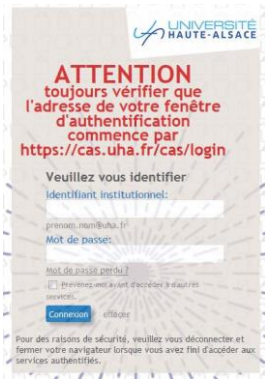 UNIVERSITÉ
HAUTE-ALSACE
ATTENTION
toujours vérifier que
l'adresse de votre fenêtre
d'authentification
commence par
https://cas.uha.fr/cas/login
Veuillez vous identifier
Identifiant institutionnel:
prenom.nom@uha.fr
Mot de passe:
Mot de passe perdu ?
Prévenez-moi avant d'accéder à d'autres
services.
Connexion effacer
Pour des raisons de sécurité, veuillez vous déconnecter et
fermer votre navigateur lorsque vous avez fini d'accéder aux
services authentifiés.